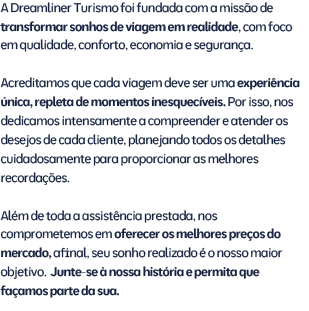 A Dreamliner Turismo foi fundada com a missão de
transformar sonhos de viagem em realidade, com foco
em qualidade, conforto, economia e segurança.
Acreditamos que cada viagem deve ser uma experiência
única, repleta de momentos inesquecíveis. Por isso, nos
dedicamos intensamente a compreender e atender os
desejos de cada cliente, planejando todos os detalhes
cuidadosamente para proporcionar as melhores
recordações.
Além de toda a assistência prestada, nos
comprometemos em oferecer os melhores preços do
mercado, afinal, seu sonho realizado é o nosso maior
objetivo. Junte-se à nossa história e permita que
façamos parte da sua.